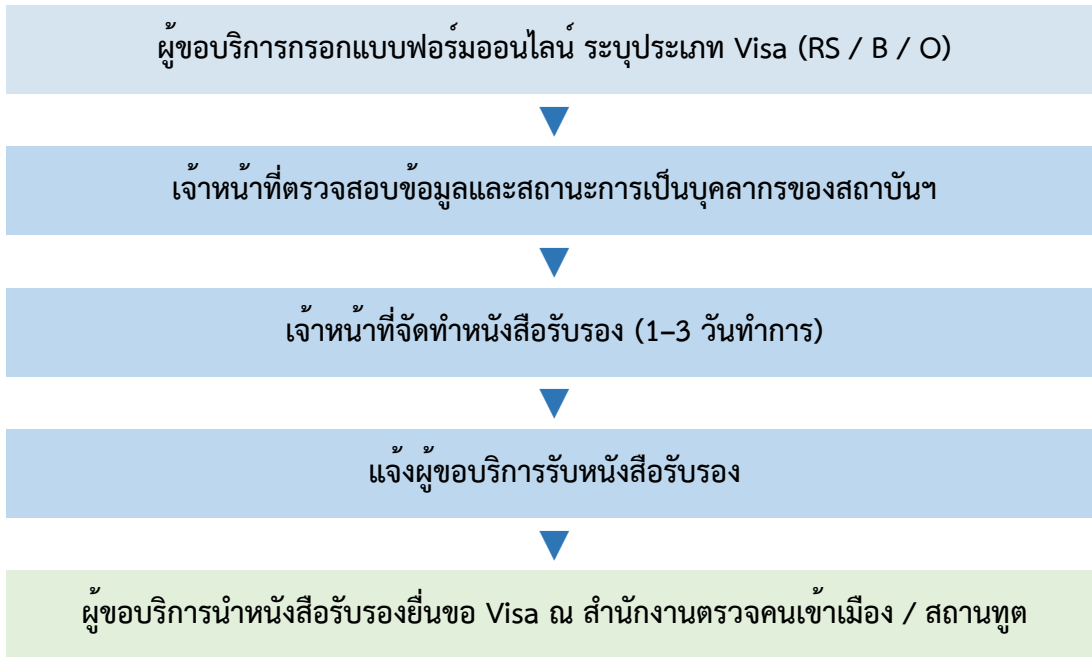 ผู้ขอบริการกรอกแบบฟอร์มออนไลน์ ระบุประเภท Visa (RS / B / O)
เจ้าหน้าที่ตรวจสอบข้อมูลและสถานะการเป็นบุคลากรของสถาบันฯ
เจ้าหน้าที่จัดทำหนังสือรับรอง (1–3 วันทำการ)
แจ้งผู้ขอบริการรับหนังสือรับรอง
ผู้ขอบริการนำหนังสือรับรองยื่นขอ Visa ณ สำนักงานตรวจคนเข้าเมือง / สถานทูต